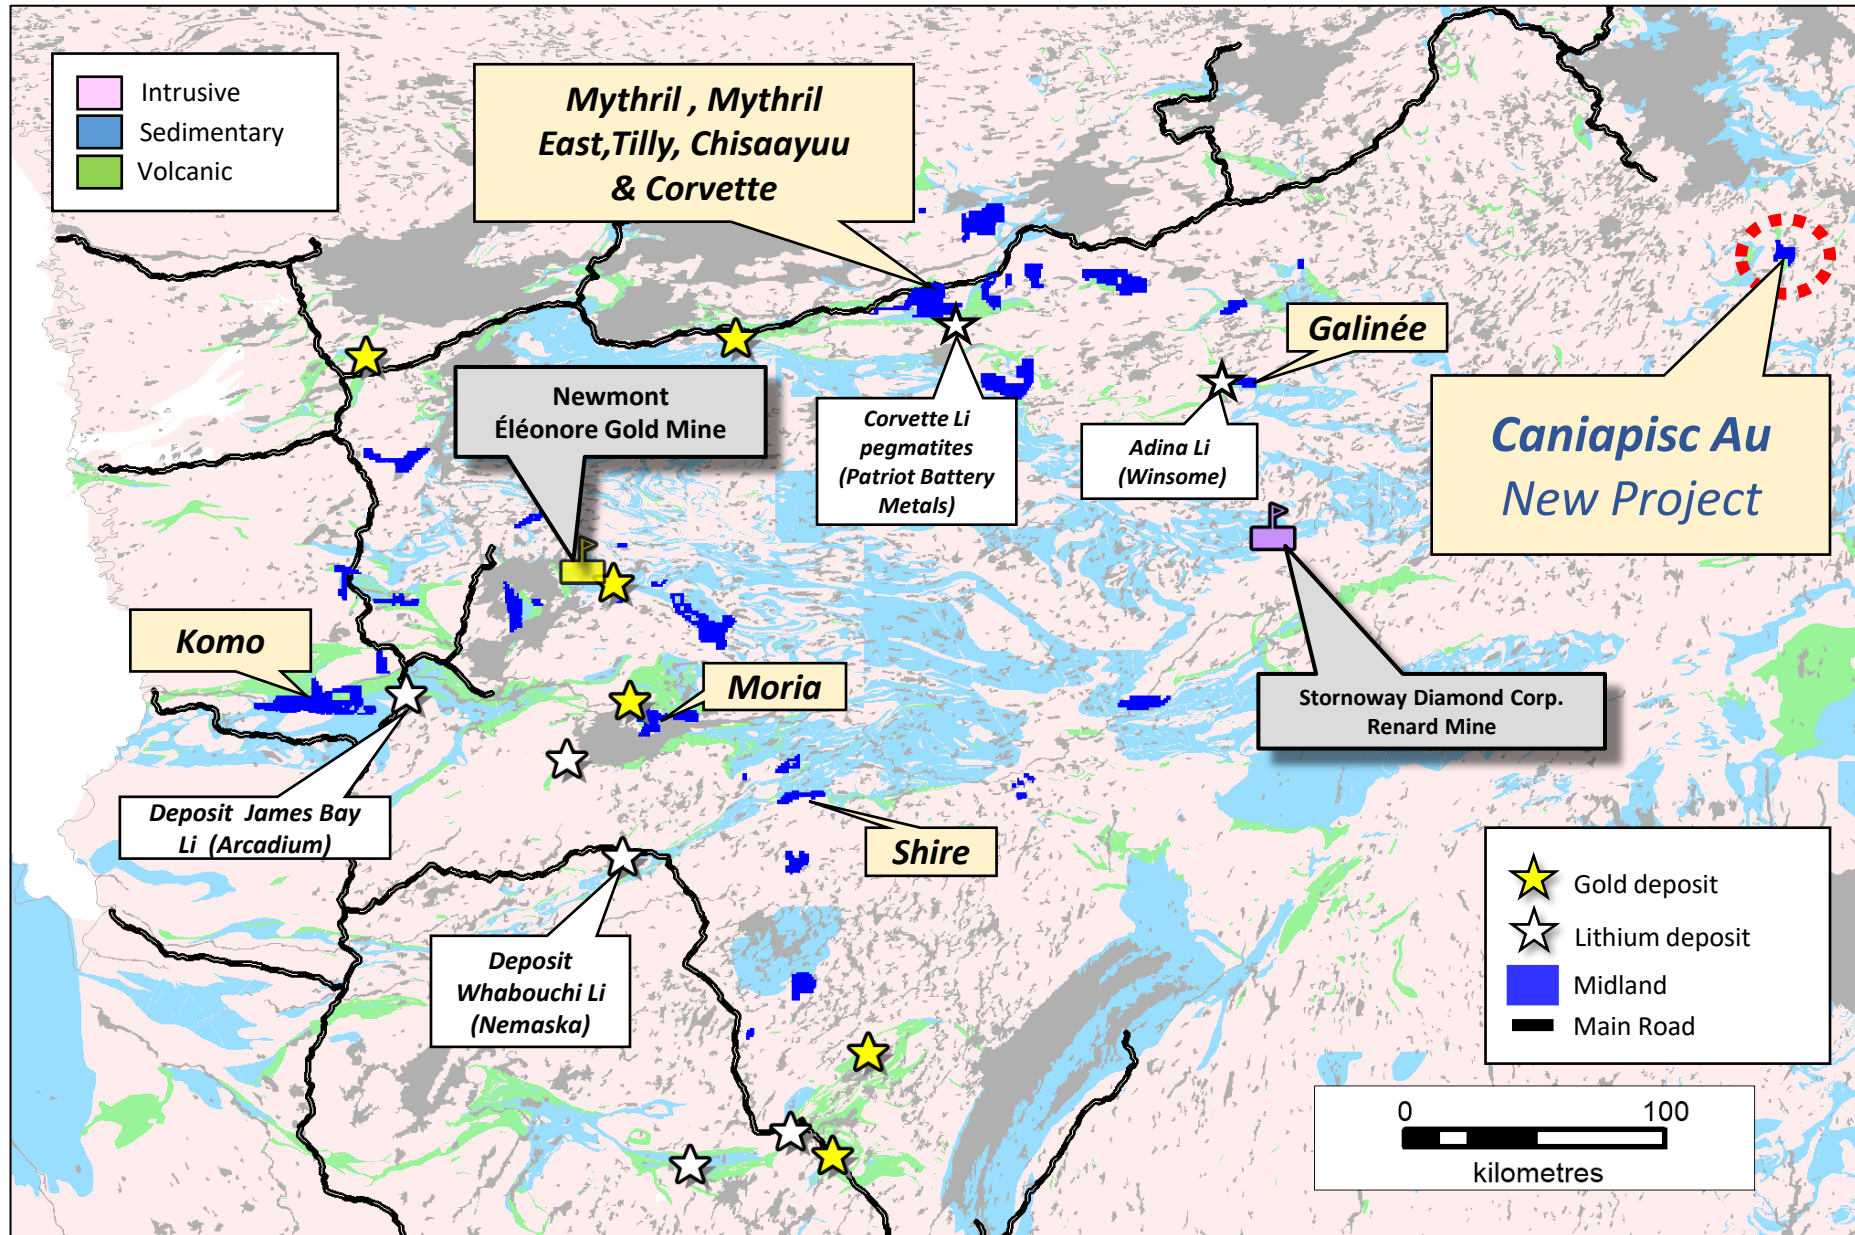 Intrusive
Sedimentary
Volcanic
Mythril , Mythril
East,Tilly, Chisaayuu
& Corvette
Galinée
Newmont
Éléonore Gold Mine
Corvette Li
pegmatites
(Patriot Battery
Metals)
Adina Li
(Winsome)
Caniapisc Au
New Project
Komo
Moria
Stornoway Diamond Corp.
Renard Mine
Deposit James Bay
Li (Arcadium)
Shire
Deposit
Whabouchi Li
(Nemaska)
Gold deposit
Lithium deposit
Midland
Main Road
0 100
kilometres